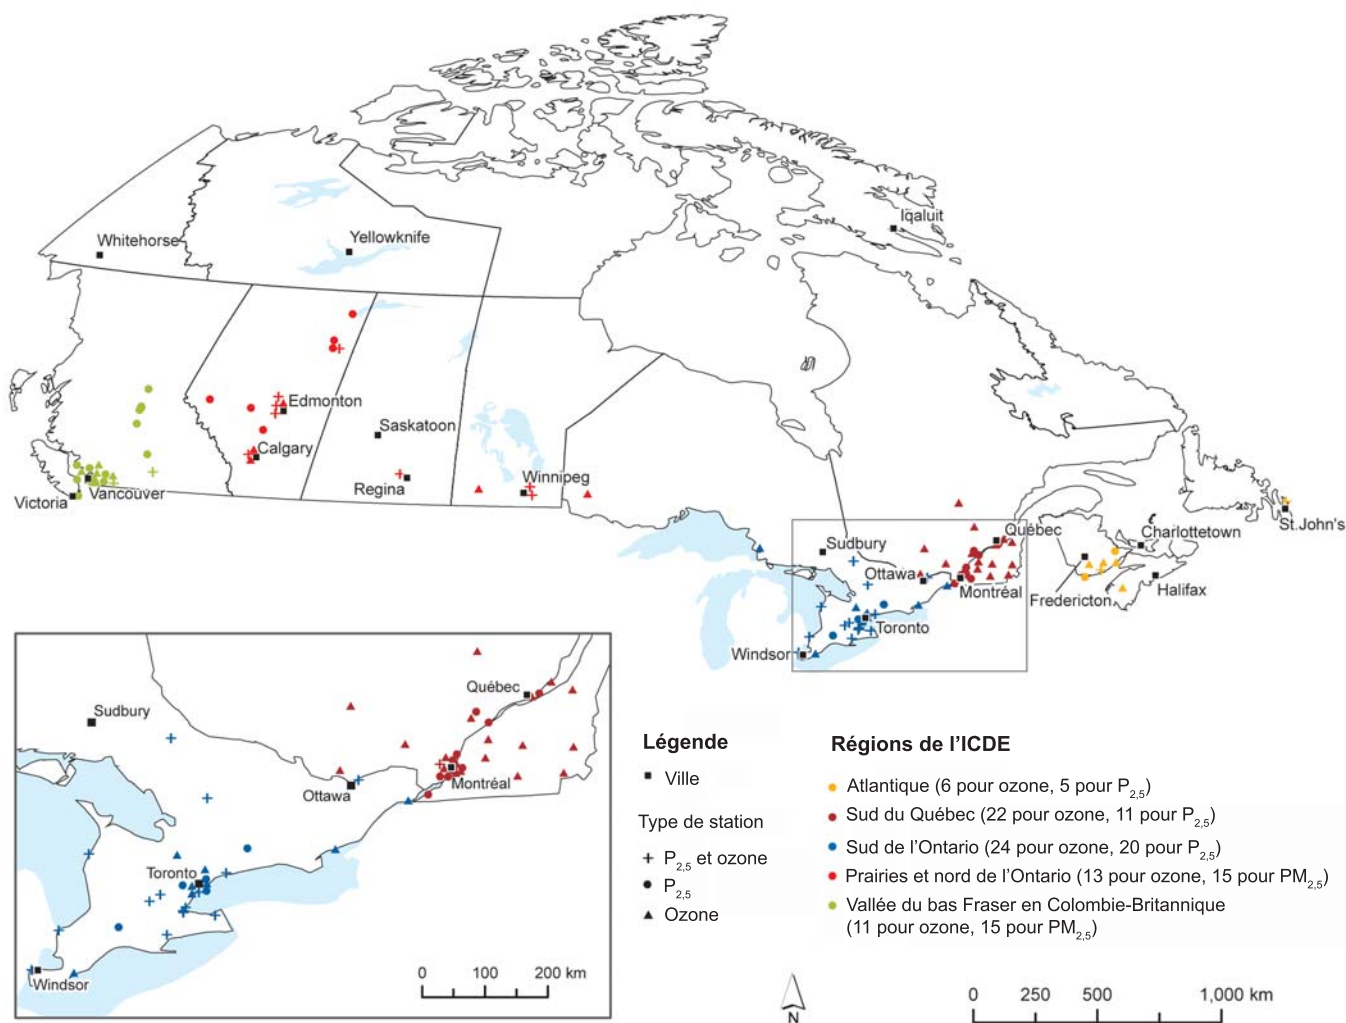 Iqaluit
Whitehorse
Yellowknife
Edmonton
Saskatoon
Calgary
Winnipeg
Regina
Vancouver
Victoria
St.John's
Québec
Charlottetown
Sudbury
Ottawa
Montréal
Halifax
Fredericton
Toronto
Windsor
Québec
Sudbury
Montréal
Ottawa
Toronto
Windsor
0 100 200 km
Légende
Ville
Type de station
P2,5 et ozone
P2,5
Ozone
Régions de l'ICDE
Atlantique (6 pour ozone, 5 pour P2,5)
Sud du Québec (22 pour ozone, 11 pour P2,5)
Sud de l'Ontario (24 pour ozone, 20 pour P2,5)
Prairies et nord de l'Ontario (13 pour ozone, 15 pour PM2,5)
Vallée du bas Fraser en Colombie-Britannique
(11 pour ozone, 15 pour PM2,5)
N
0 250 500 1,000 km